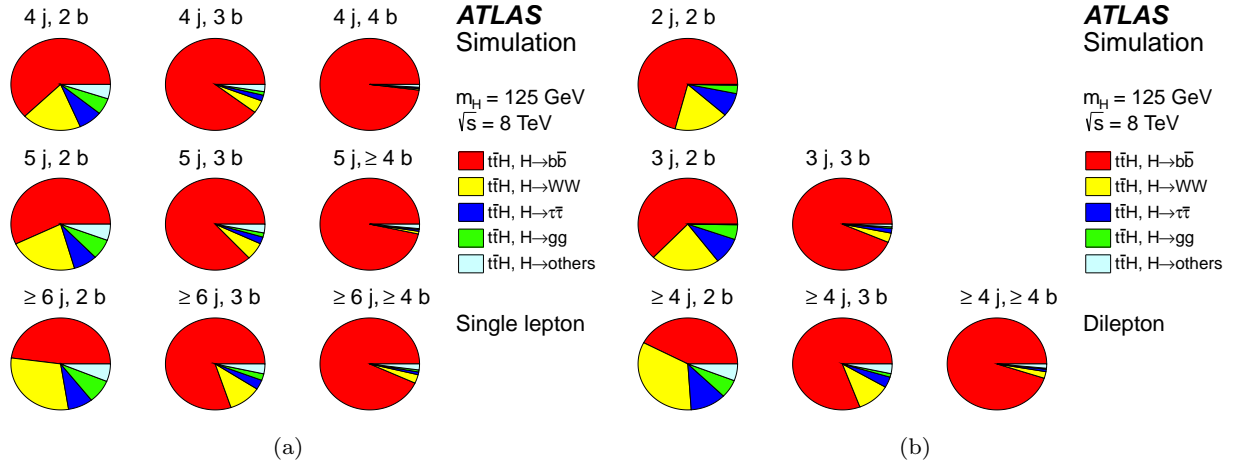 4 j, 2 b
4 j, 3 b
4 j, 4 b
ATLAS
Simulation
m_H = 125 GeV
√s = 8 TeV
5 j, 2 b
5 j, 3 b
5 j, ≥ 4 b
tt̄H, H→bb̄
tt̄H, H→WW
tt̄H, H→ττ̄
tt̄H, H→gg
tt̄H, H→others
≥ 6 j, 2 b
≥ 6 j, 3 b
≥ 6 j, ≥ 4 b
Single lepton
(a)
2 j, 2 b
ATLAS
Simulation
m_H = 125 GeV
√s = 8 TeV
3 j, 2 b
3 j, 3 b
tt̄H, H→bb̄
tt̄H, H→WW
tt̄H, H→ττ̄
tt̄H, H→gg
tt̄H, H→others
≥ 4 j, 2 b
≥ 4 j, 3 b
≥ 4 j, ≥ 4 b
Dilepton
(b)